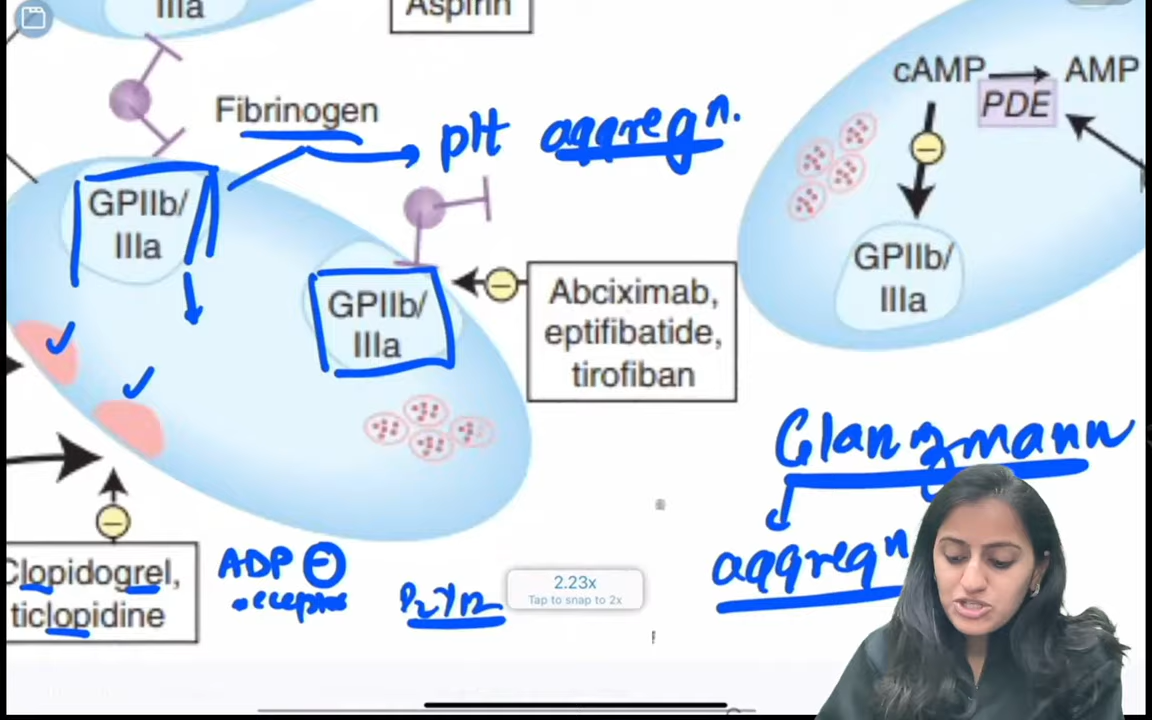 IIIa
Aspirin
cAMP → AMP
PDE
Fibrinogen → plt aggregn.
GPIIb/
IIIa
GPIIb/
IIIa
Abciximab,
eptifibatide,
tirofiban
GPIIb/
IIIa
Glanzmann
aggregn
Clopidogrel,
ticlopidine
ADP
P2Y12
2.23x
Tap to snap to 2x